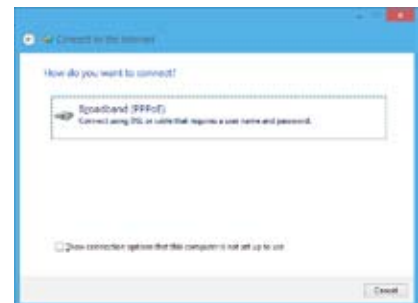 Connect to the Internet
How do you want to connect?
Broadband (PPPoE)
Connect using DSL or cable that requires a user name and password.
Show connection options that this computer is not set up to use
Cancel